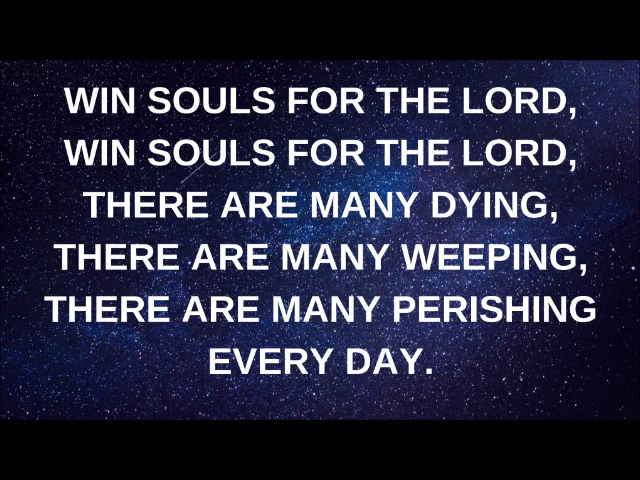 WIN SOULS FOR THE LORD,
WIN SOULS FOR THE LORD,
THERE ARE MANY DYING,
THERE ARE MANY WEEPING,
THERE ARE MANY PERISHING
EVERY DAY.